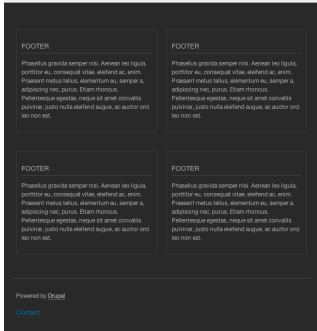 FOOTER
Phasellus gravida semper nisi. Aenean leo ligula,
porttitor eu, consequat vitae, eleifend ac, enim.
Praesent metus tellus, elementum eu, semper a,
adipiscing nec, purus. Etiam rhoncus.
Pellentesque egestas, neque sit amet convallis
pulvinar, justo nulla eleifend augue, ac auctor orci
leo non est.
FOOTER
Phasellus gravida semper nisi. Aenean leo ligula,
porttitor eu, consequat vitae, eleifend ac, enim.
Praesent metus tellus, elementum eu, semper a,
adipiscing nec, purus. Etiam rhoncus.
Pellentesque egestas, neque sit amet convallis
pulvinar, justo nulla eleifend augue, ac auctor orci
leo non est.
FOOTER
Phasellus gravida semper nisi. Aenean leo ligula,
porttitor eu, consequat vitae, eleifend ac, enim.
Praesent metus tellus, elementum eu, semper a,
adipiscing nec, purus. Etiam rhoncus.
Pellentesque egestas, neque sit amet convallis
pulvinar, justo nulla eleifend augue, ac auctor orci
leo non est.
FOOTER
Phasellus gravida semper nisi. Aenean leo ligula,
porttitor eu, consequat vitae, eleifend ac, enim.
Praesent metus tellus, elementum eu, semper a,
adipiscing nec, purus. Etiam rhoncus.
Pellentesque egestas, neque sit amet convallis
pulvinar, justo nulla eleifend augue, ac auctor orci
leo non est.
Powered by Drupal
Contact